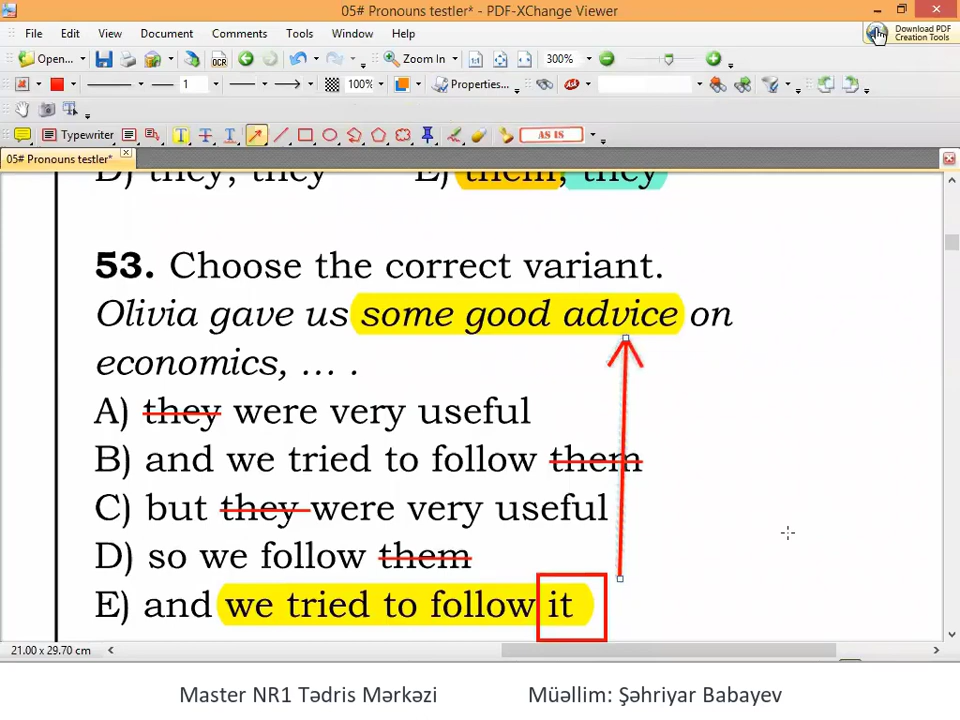 05# Pronouns testler* - PDF-XChange Viewer
File Edit View Document Comments Tools Window Help
Download PDF
Creation Tools
Open... OCR Zoom In 300%
1 100% Properties...
Typewriter AS IS
05# Pronouns testler*
D) they, they E) them, they
53. Choose the correct variant.
Olivia gave us some good advice on
economics, ... .
A) they were very useful
B) and we tried to follow them
C) but they were very useful
D) so we follow them
E) and we tried to follow it
21.00 x 29.70 cm
Master NR1 Tədris Mərkəzi Müəllim: Şəhriyar Babayev